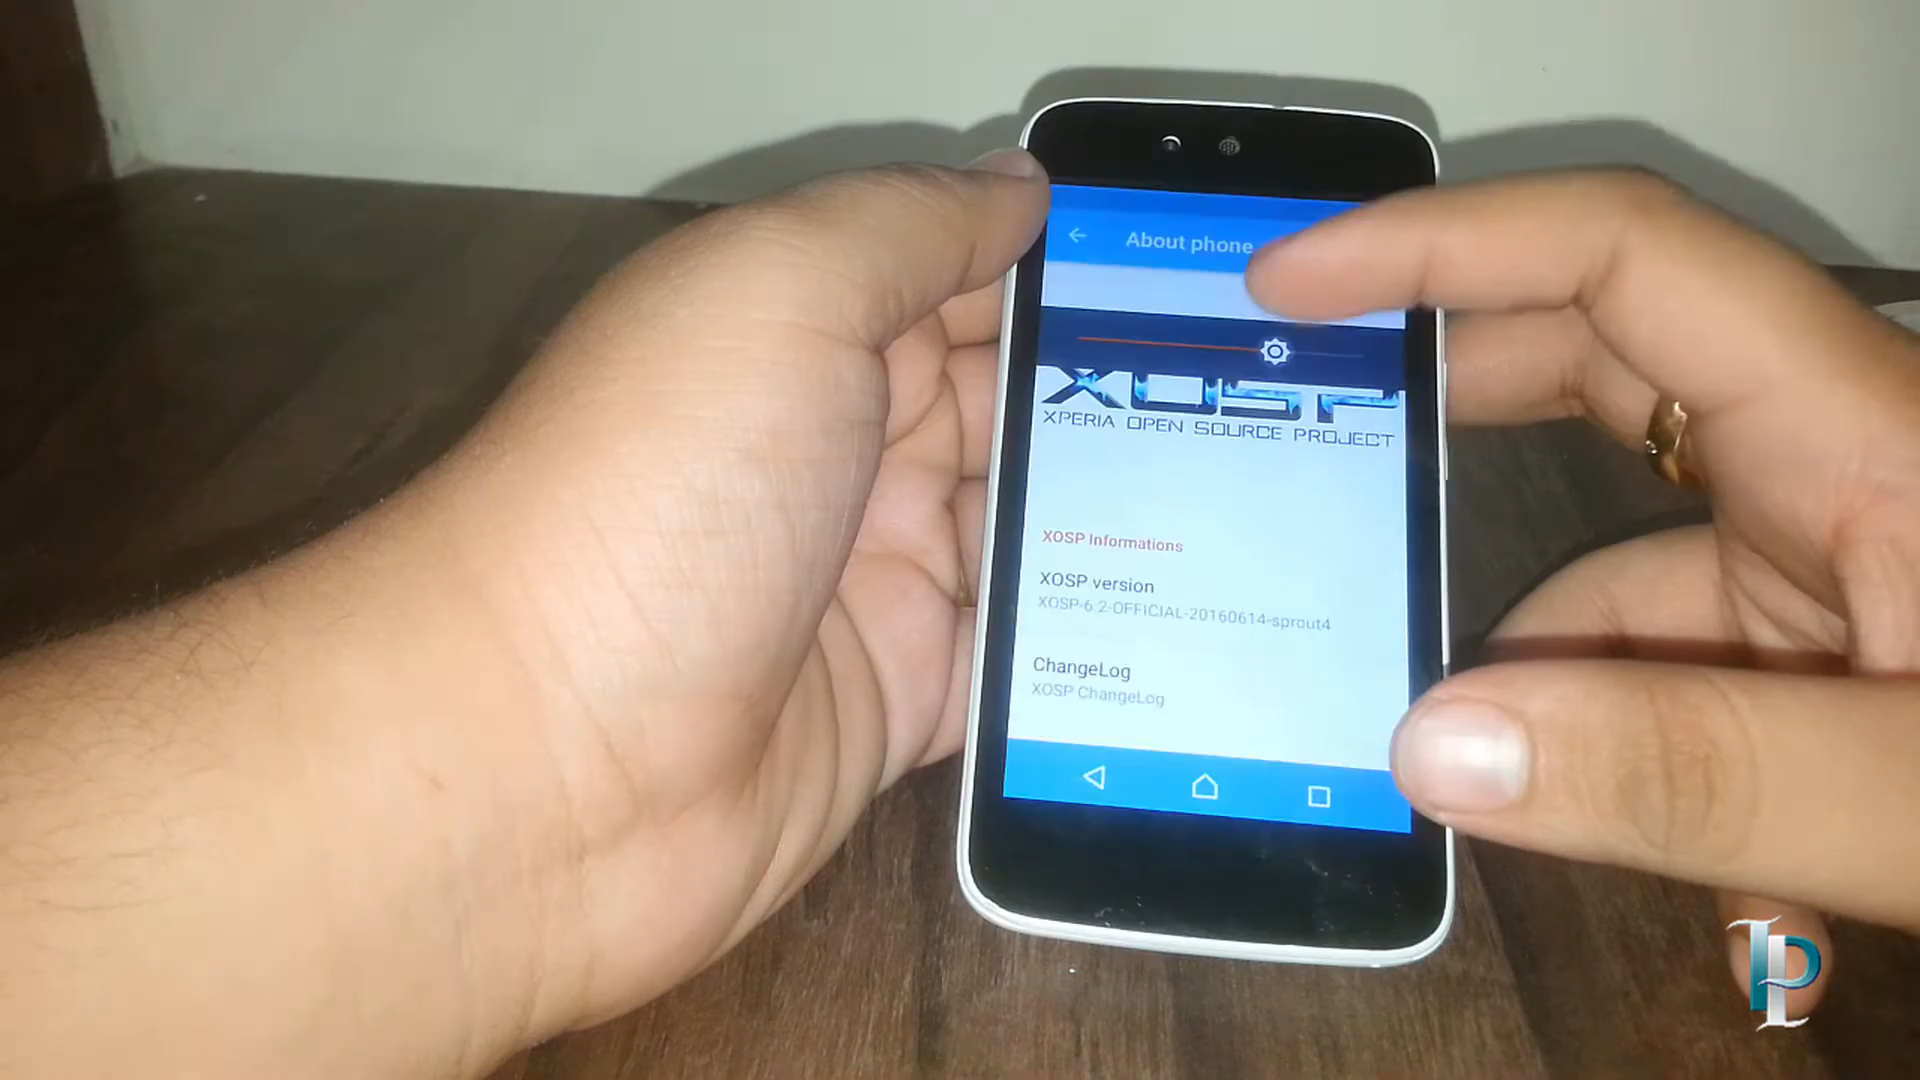 About phone
XOSP
XPERIA OPEN SOURCE PROJECT
XOSP Informations
XOSP version
XOSP-6.2-OFFICIAL-20160614-sprout4
ChangeLog
XOSP ChangeLog